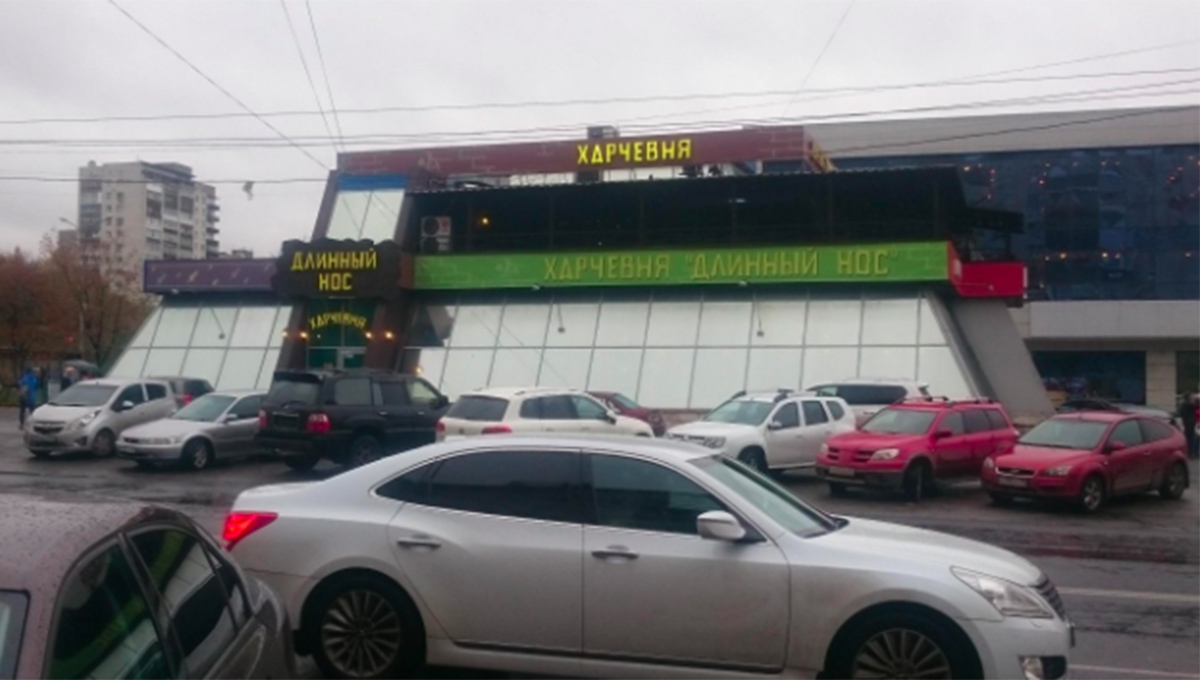 ХАРЧЕВНЯ
ДЛИННЫЙ
НОС
ХАРЧЕВНЯ "ДЛИННЫЙ НОС"
ХАРЧЕВНЯ